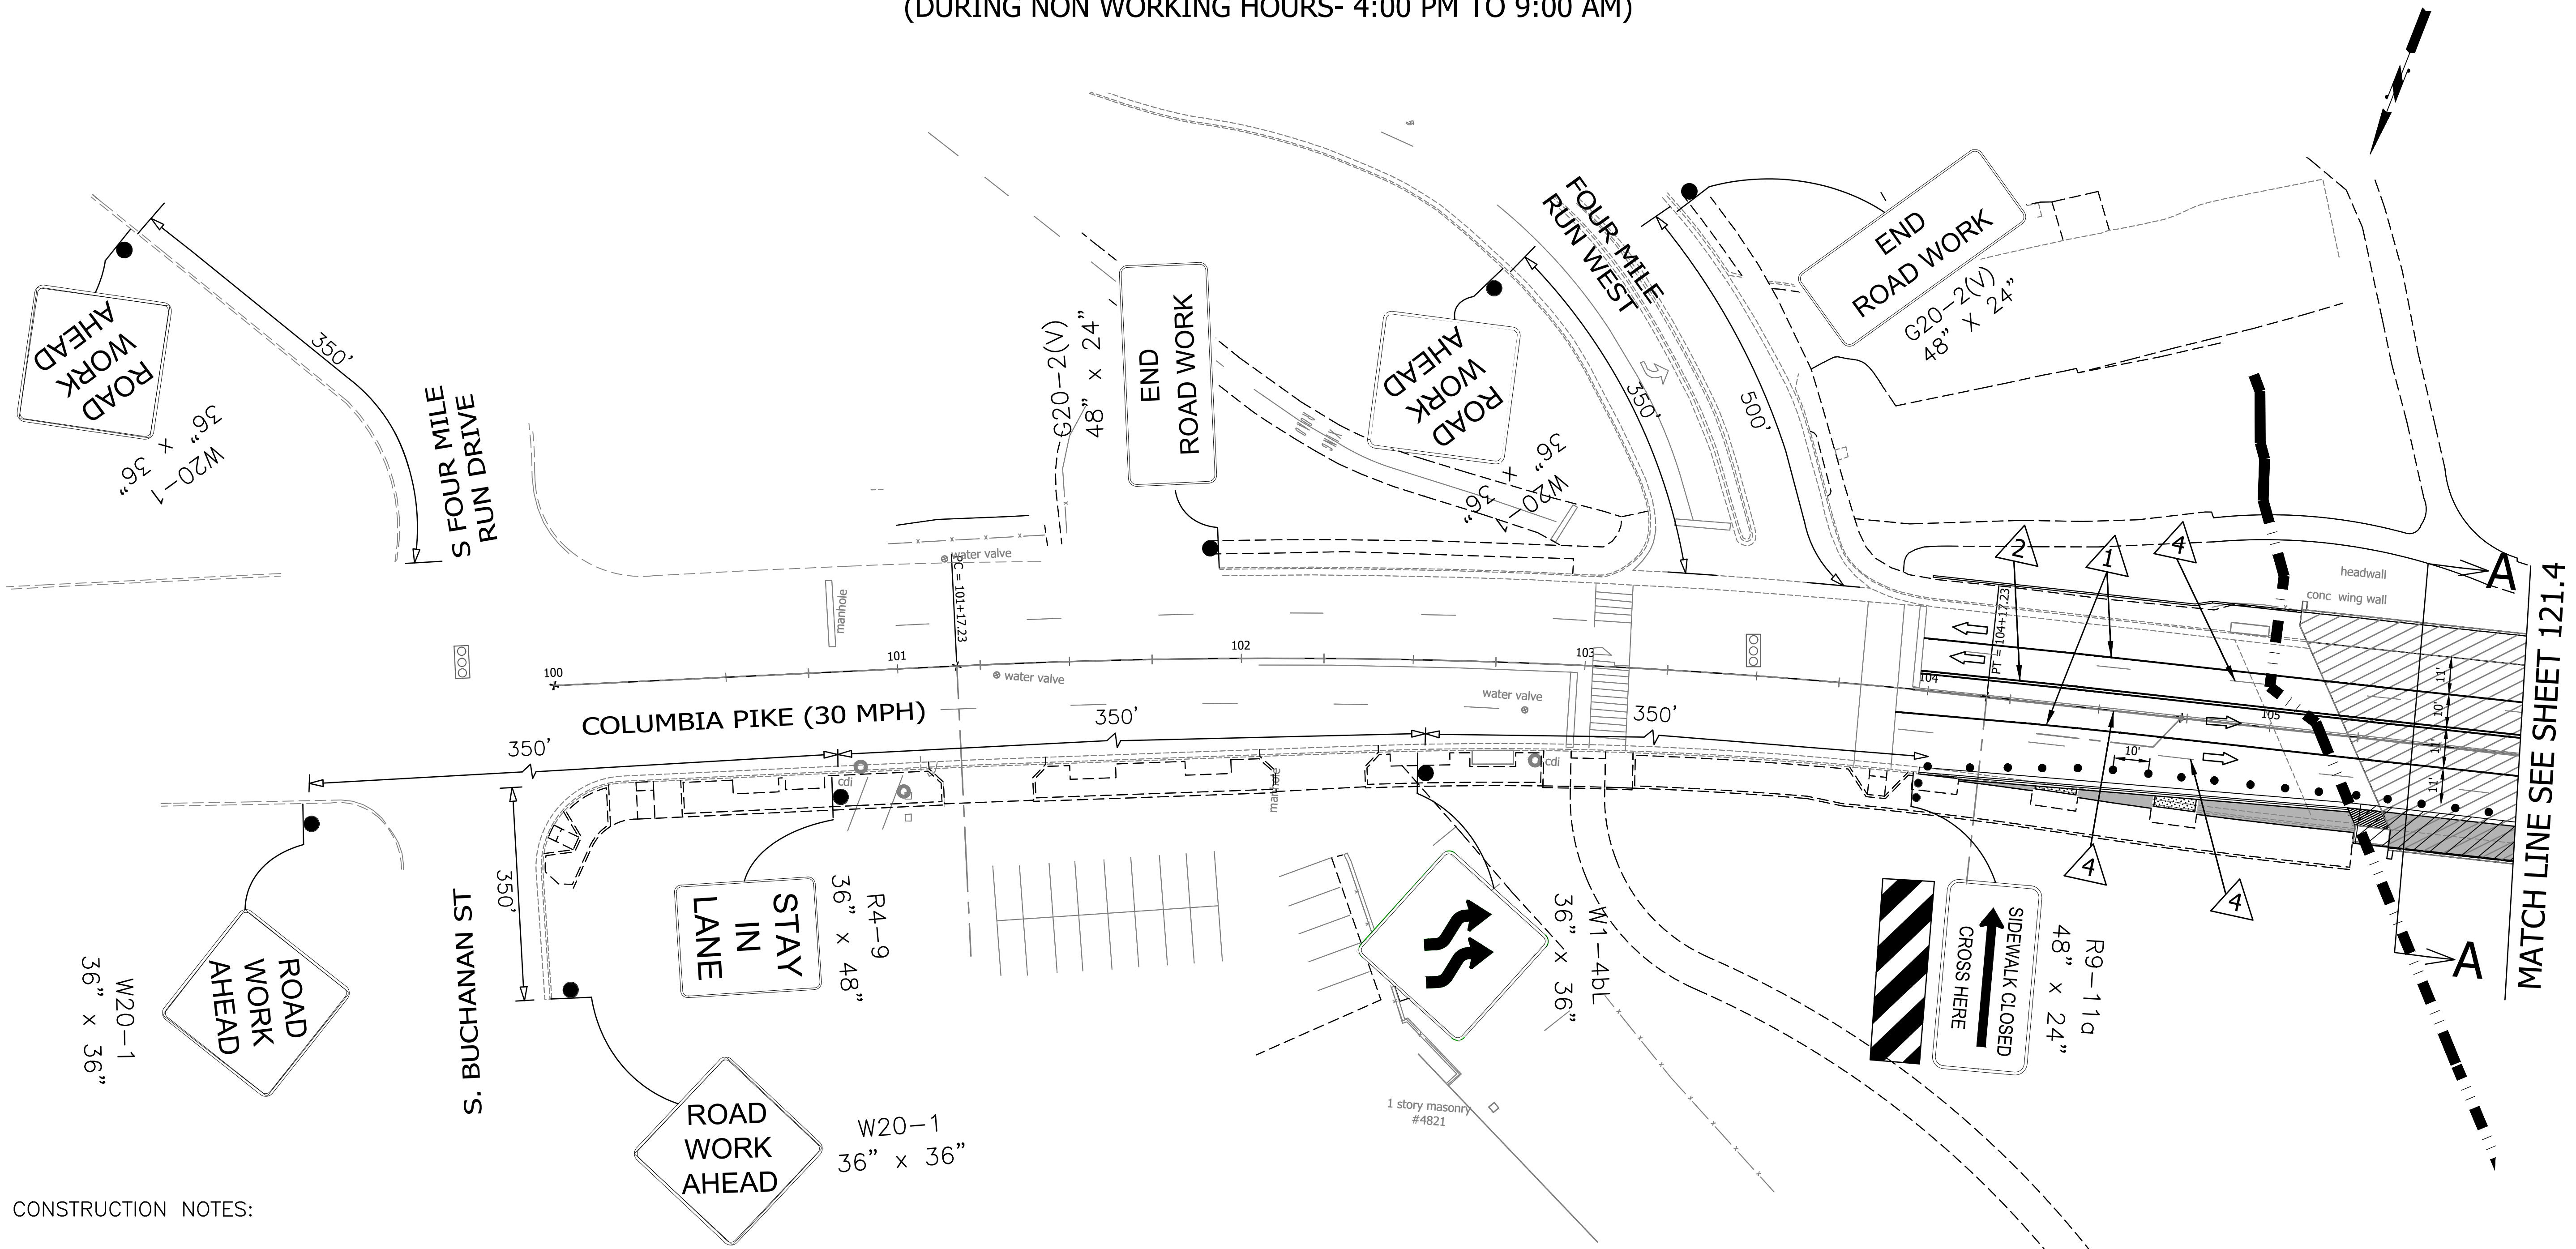 (DURING NON WORKING HOURS- 4:00 PM TO 9:00 AM)
ROAD
WORK
AHEAD
W20-1
36" x 36"
350'
S FOUR MILE
RUN DRIVE
G20-2(V)
48" x 24"
END
ROAD WORK
ROAD
WORK
AHEAD
W20-1
36" x 36"
FOUR MILE
RUN WEST
350'
500'
END
ROAD WORK
G20-2(V)
48" X 24"
water valve
PC = 101+17.23
manhole
100
101
102
103
104
105
water valve
water valve
PT = 104+17.23
2
1
4
headwall
conc wing wall
A
11'
10'
11'
11'
10'
COLUMBIA PIKE (30 MPH)
350'
350'
350'
cdi
manhole
cdi
4
4
A
MATCH LINE SEE SHEET 121.4
ROAD
WORK
AHEAD
W20-1
36" x 36"
S. BUCHANAN ST
350'
STAY
IN
LANE
R4-9
36" x 48"
W1-4bL
36" x 36"
SIDEWALK CLOSED
CROSS HERE
R9-11a
48" x 24"
ROAD
WORK
AHEAD
W20-1
36" x 36"
1 story masonry
#4821
CONSTRUCTION NOTES: